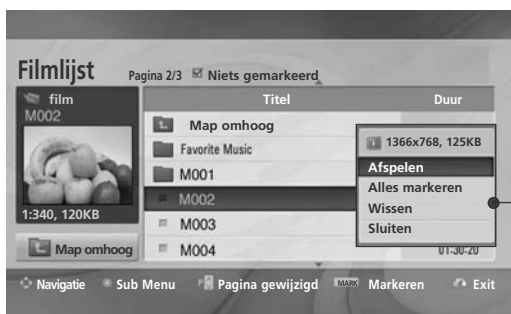 Filmlijst Pagina 2/3 Niets gemarkeerd
film
M002
1:340, 120KB
Map omhoog
Titel Duur
Map omhoog
Favorite Music
M001
M002
M003
M004 01:30:20
1366x768, 125KB
Afspelen
Alles markeren
Wissen
Sluiten
Navigatie Sub Menu Pagina gewijzigd MARK Markeren Exit